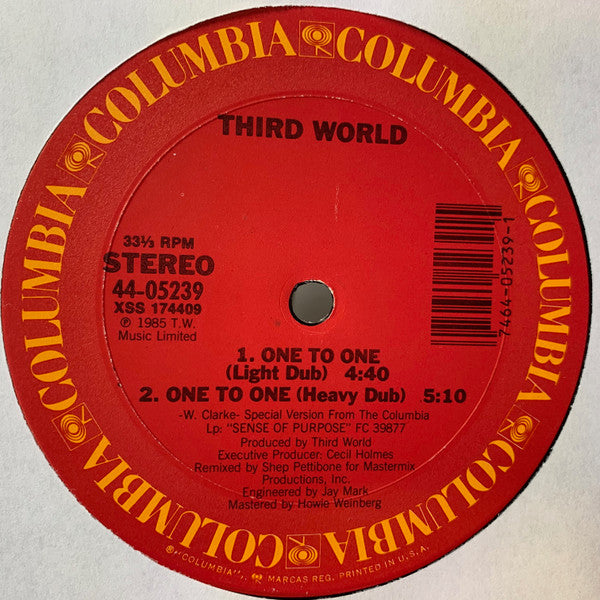 COLUMBIA COLUMBIA COLUMBIA COLUMBIA COLUMBIA COLUMBIA
THIRD WORLD
33⅓ RPM
STEREO
44-05239
XSS 174409
℗ 1985 T.W.
Music Limited
7464-05239-1
1. ONE TO ONE
(Light Dub) 4:40
2. ONE TO ONE (Heavy Dub) 5:10
-W. Clarke- Special Version From The Columbia
Lp: "SENSE OF PURPOSE" FC 39877
Produced by Third World
Executive Producer: Cecil Holmes
Remixed by Shep Pettibone for Mastermix
Productions, Inc.
Engineered by Jay Mark
Mastered by Howie Weinberg
"COLUMBIA", MARCAS REG. PRINTED IN U.S.A.